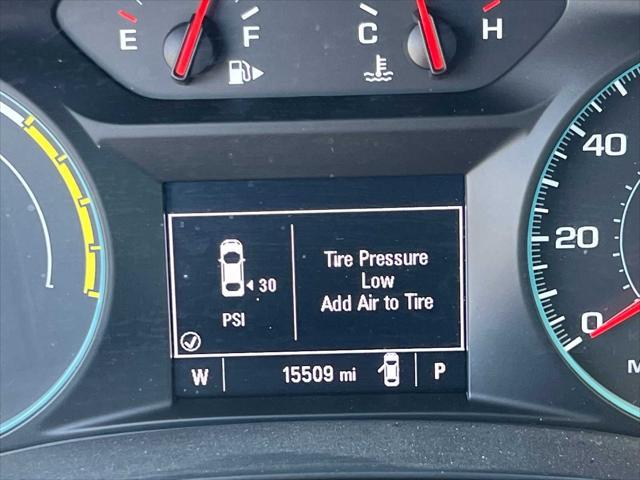 E F C H
40
20
0
Tire Pressure
Low
Add Air to Tire
30
PSI
W 15509 mi P
M